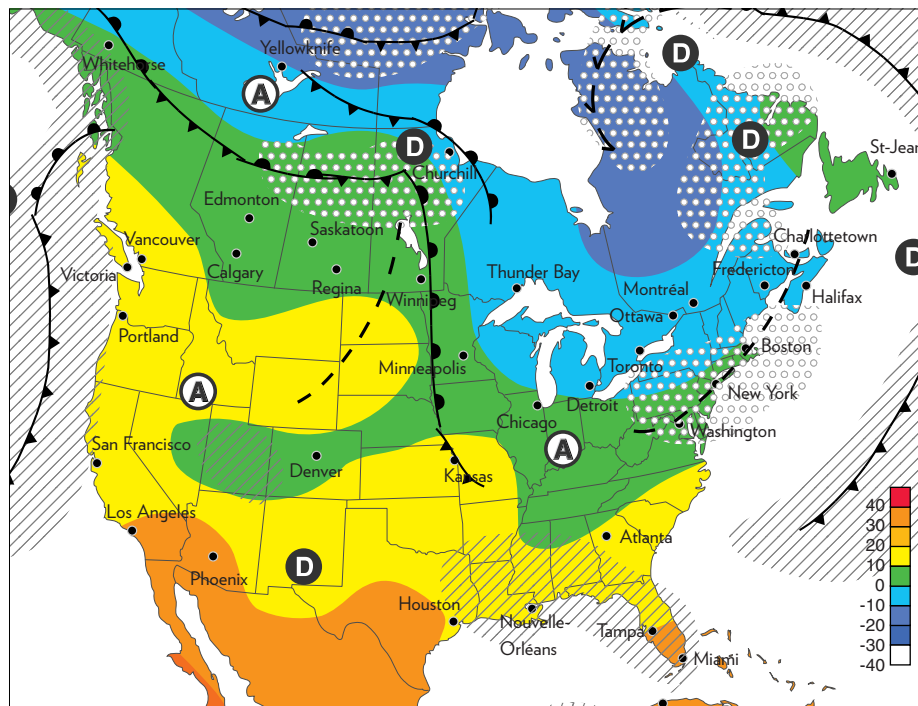 Yellowknife
Whitehorse
A
D
D
D
Churchill
St-Jean
Edmonton
Saskatoon
Vancouver
Calgary
Victoria
Regina
Winnipeg
Thunder Bay
Charlottetown
Fredericton
D
Montréal
Halifax
Ottawa
Portland
Minneapolis
Toronto
Boston
A
Detroit
New York
Chicago
Washington
San Francisco
Denver
Kansas
A
Los Angeles
Phoenix
D
Atlanta
Houston
Nouvelle-
Orléans
Tampa
Miami
40
30
20
10
0
-10
-20
-30
-40